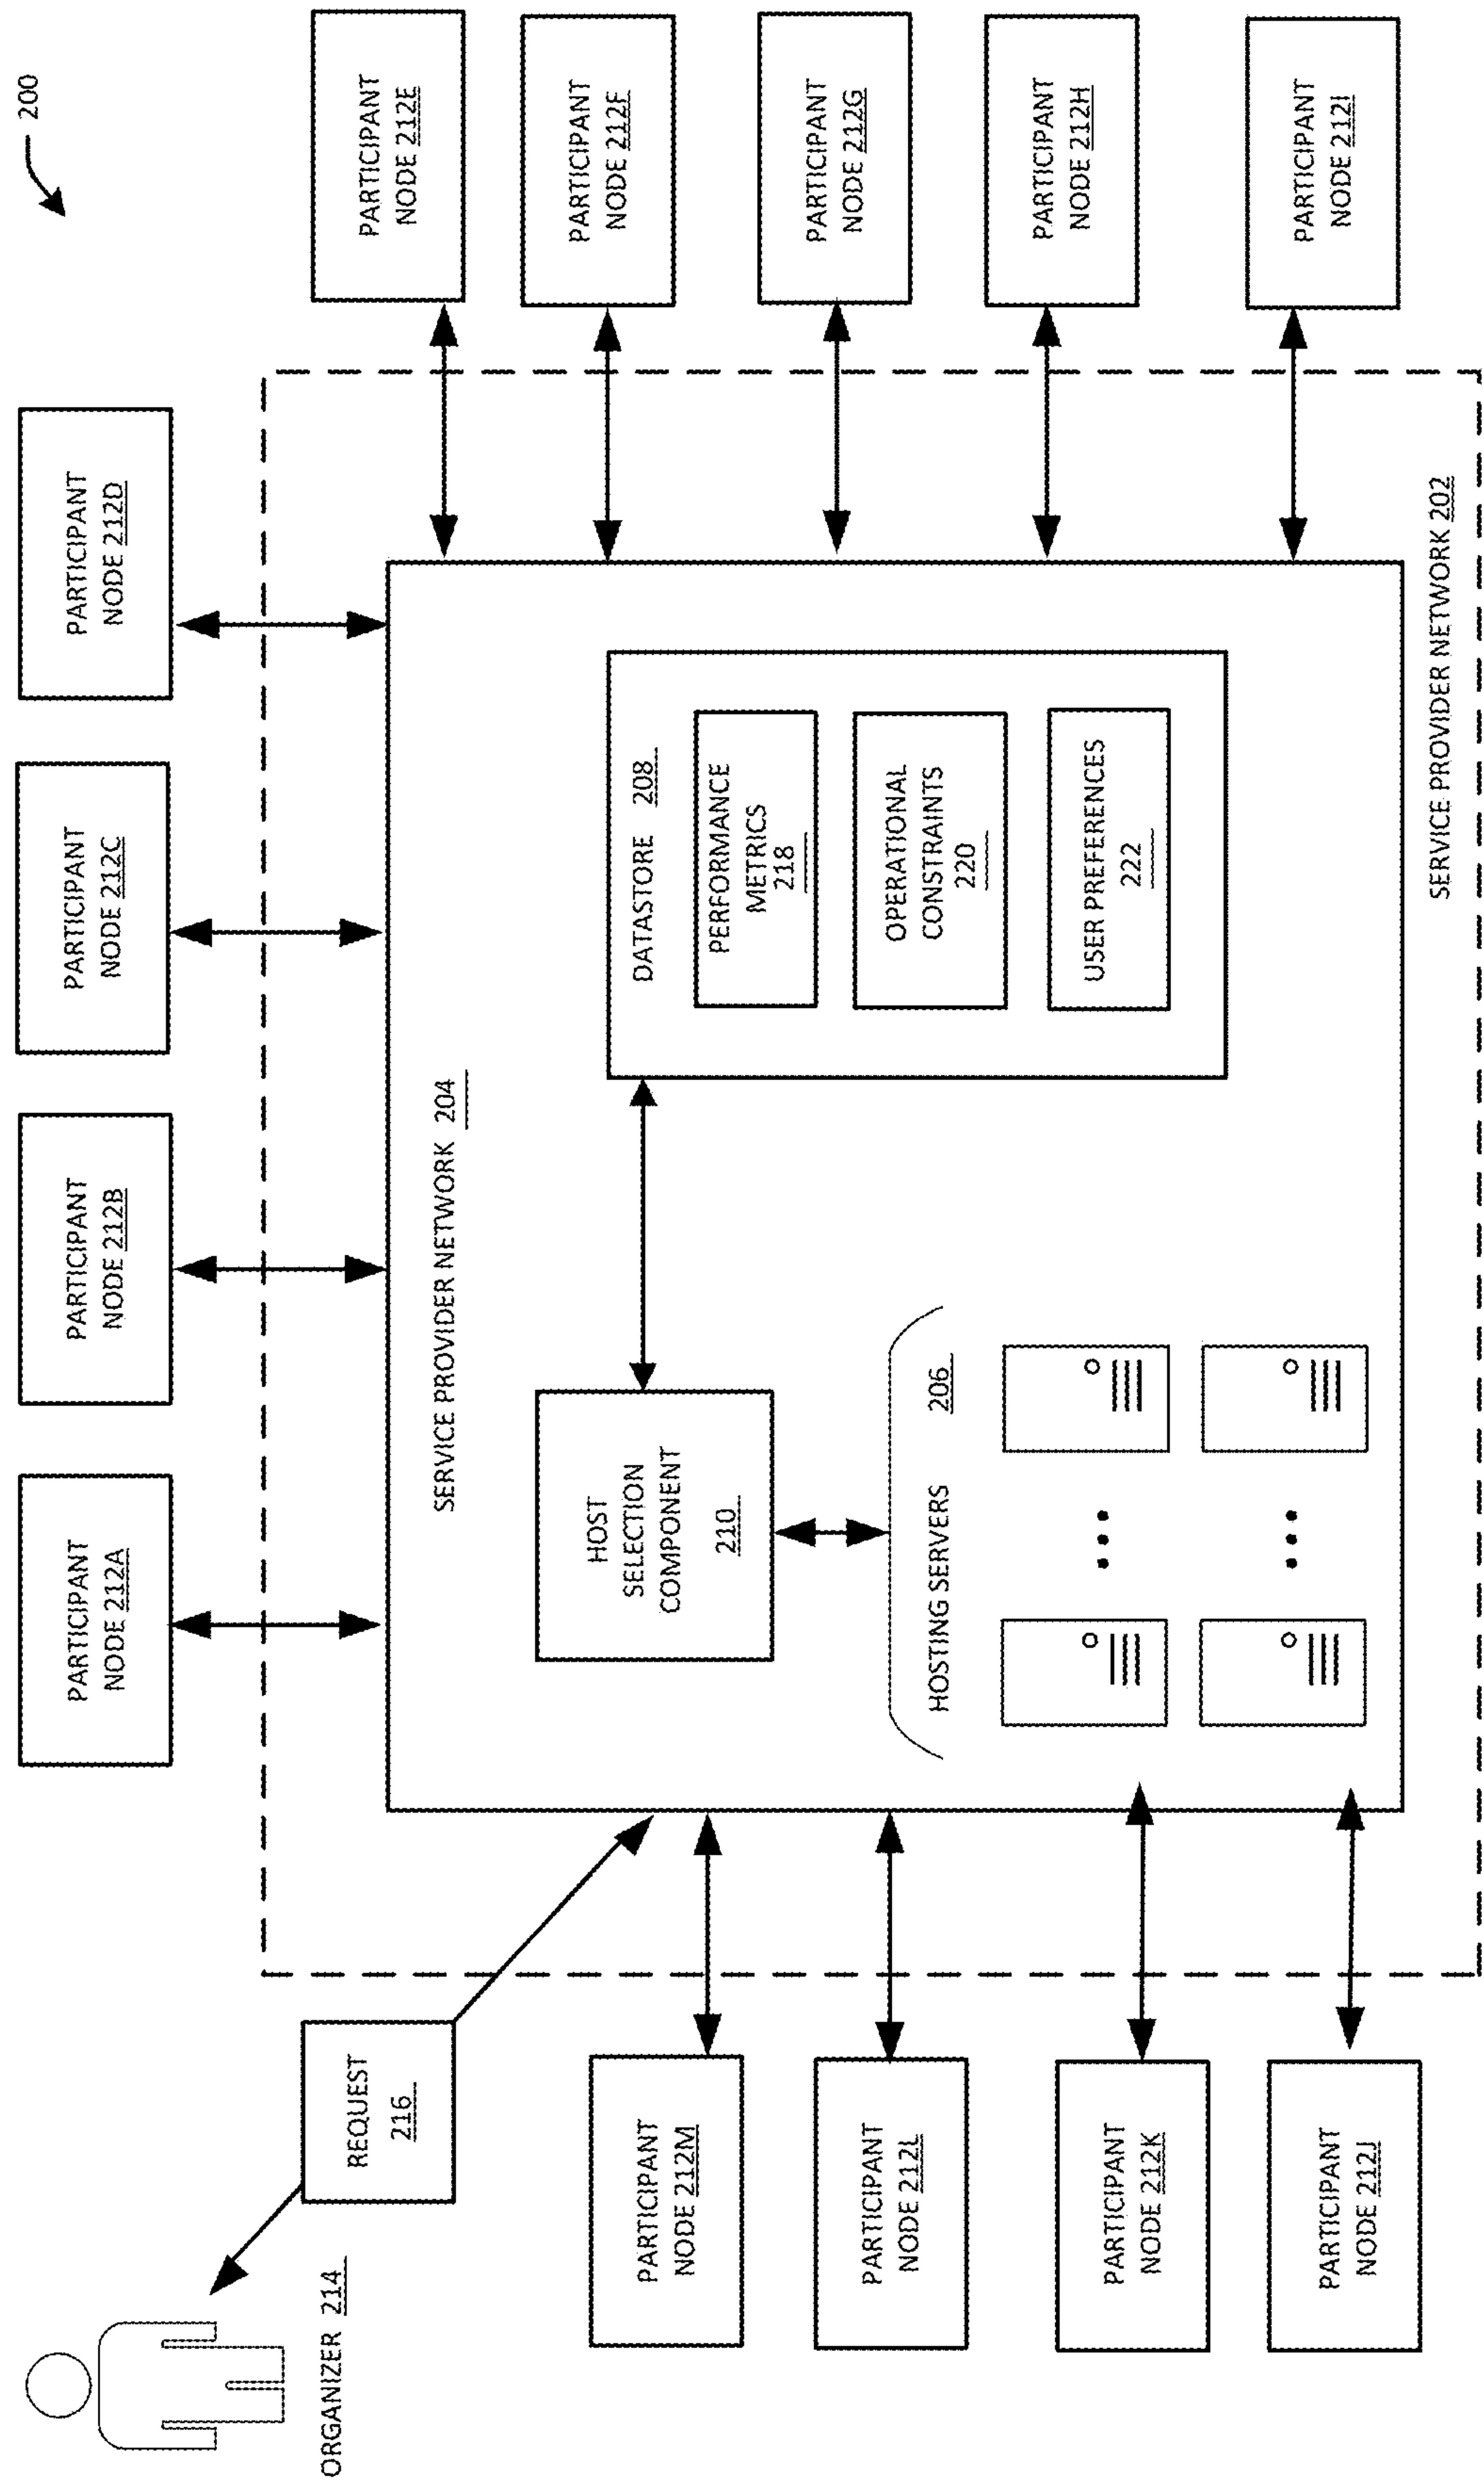 200
ORGANIZER 214
REQUEST
216
PARTICIPANT
NODE 212A
PARTICIPANT
NODE 212B
PARTICIPANT
NODE 212C
PARTICIPANT
NODE 212D
PARTICIPANT
NODE 212E
PARTICIPANT
NODE 212F
PARTICIPANT
NODE 212G
PARTICIPANT
NODE 212H
PARTICIPANT
NODE 212I
PARTICIPANT
NODE 212M
PARTICIPANT
NODE 212L
PARTICIPANT
NODE 212K
PARTICIPANT
NODE 212J
SERVICE PROVIDER NETWORK 204
HOST
SELECTION
COMPONENT
210
DATASTORE 208
PERFORMANCE
METRICS
218
OPERATIONAL
CONSTRAINTS
220
USER PREFERENCES
222
HOSTING SERVERS 206
SERVICE PROVIDER NETWORK 202